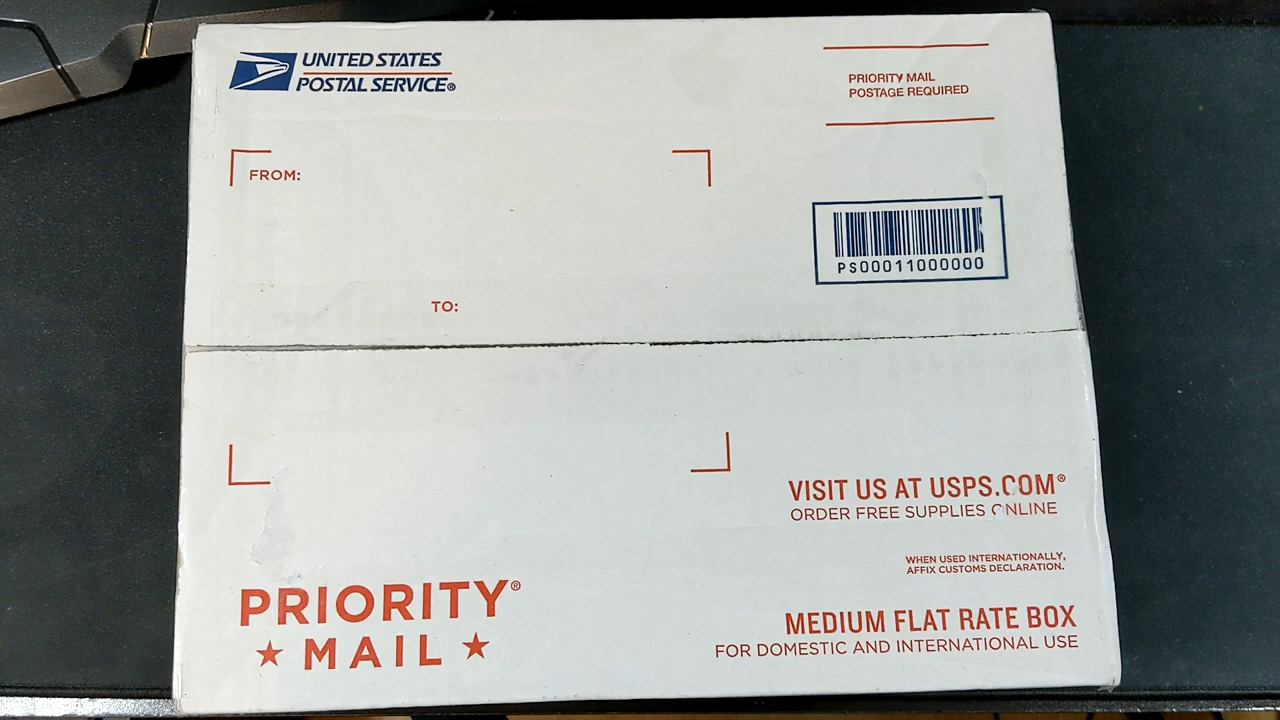 UNITED STATES
POSTAL SERVICE®
PRIORITY MAIL
POSTAGE REQUIRED
FROM:
PS00011000000
TO:
VISIT US AT USPS.COM®
ORDER FREE SUPPLIES ONLINE
WHEN USED INTERNATIONALLY,
AFFIX CUSTOMS DECLARATION.
PRIORITY®
★ MAIL ★
MEDIUM FLAT RATE BOX
FOR DOMESTIC AND INTERNATIONAL USE